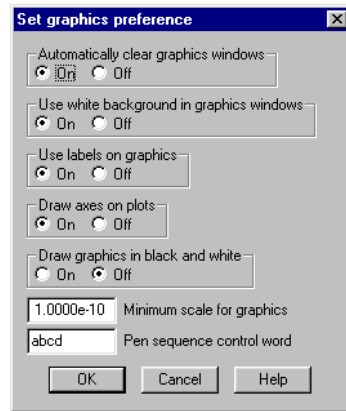 Set graphics preference
Automatically clear graphics windows
On Off
Use white background in graphics windows
On Off
Use labels on graphics
On Off
Draw axes on plots
On Off
Draw graphics in black and white
On Off
1.0000e-10 Minimum scale for graphics
abcd Pen sequence control word
OK Cancel Help